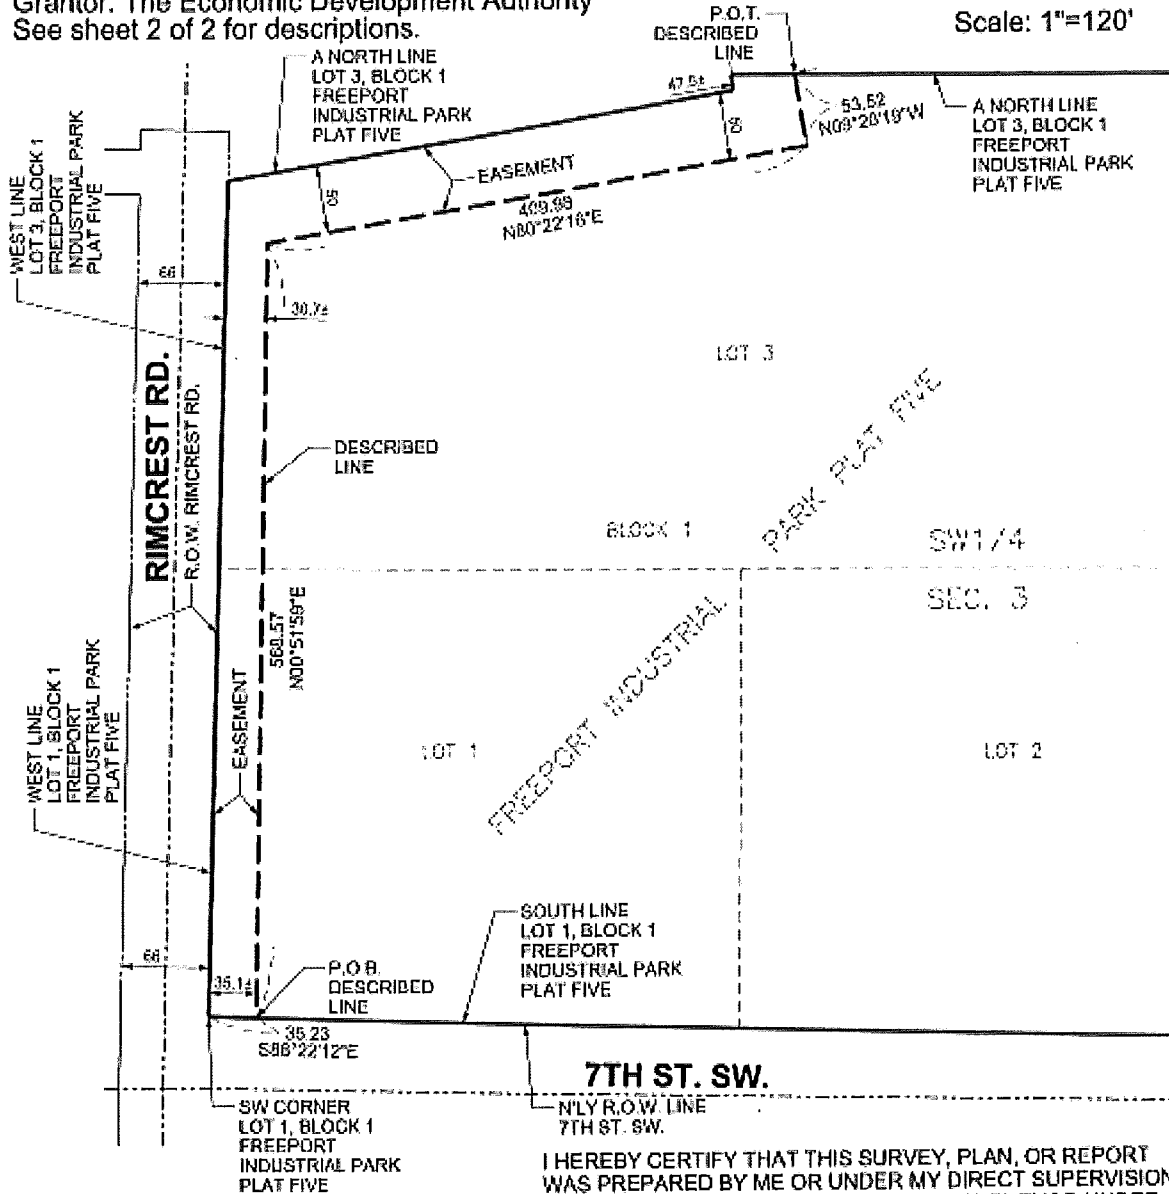 Grantor: The Economic Development Authority
See sheet 2 of 2 for descriptions.
Scale: 1"=120'
A NORTH LINE
LOT 3, BLOCK 1
FREEPORT
INDUSTRIAL PARK
PLAT FIVE
P.O.T.
DESCRIBED
LINE
47.5±
50
53.52
N09°20'19"W
A NORTH LINE
LOT 3, BLOCK 1
FREEPORT
INDUSTRIAL PARK
PLAT FIVE
EASEMENT
50
N80°22'16"E
WEST LINE
LOT 3, BLOCK 1
FREEPORT
INDUSTRIAL PARK
PLAT FIVE
66
30.7±
LOT 3
RIMCREST RD.
R.O.W. RIMCREST RD.
DESCRIBED
LINE
BLOCK 1
PARK PLAT FIVE
SW1/4
SEC. 3
568.57
N00°51'59"E
FREEPORT INDUSTRIAL
EASEMENT
WEST LINE
LOT 1, BLOCK 1
FREEPORT
INDUSTRIAL PARK
PLAT FIVE
LOT 1
LOT 2
SOUTH LINE
LOT 1, BLOCK 1
FREEPORT
INDUSTRIAL PARK
PLAT FIVE
66
35.1±
P.O.B.
DESCRIBED
LINE
35.23
S86°22'12"E
7TH ST. SW.
SW CORNER
LOT 1, BLOCK 1
FREEPORT
INDUSTRIAL PARK
PLAT FIVE
N'LY R.O.W. LINE
7TH ST. SW.
I HEREBY CERTIFY THAT THIS SURVEY, PLAN, OR REPORT
WAS PREPARED BY ME OR UNDER MY DIRECT SUPERVISION